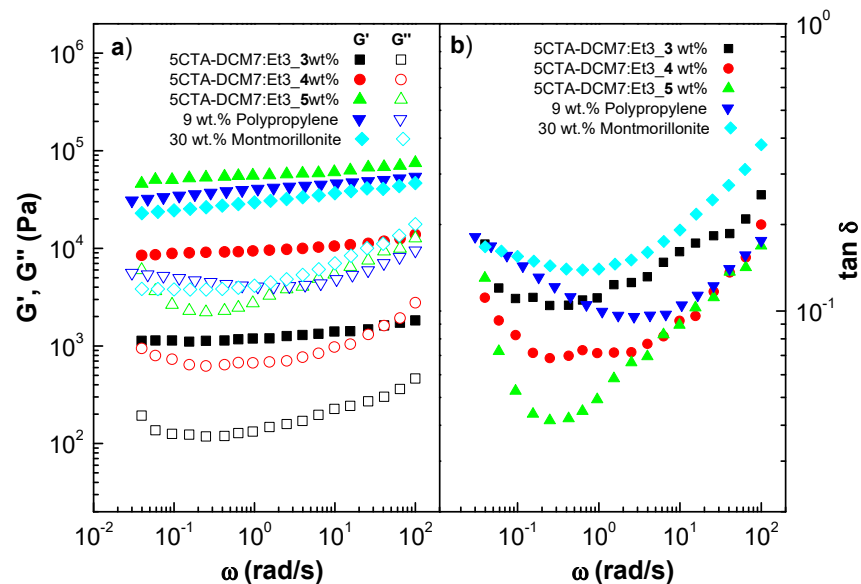 a)
G' G''
5CTA-DCM7:Et3_3wt%
5CTA-DCM7:Et3_4wt%
5CTA-DCM7:Et3_5wt%
9 wt.% Polypropylene
30 wt.% Montmorillonite
G', G'' (Pa)
10^6
10^5
10^4
10^3
10^2
10^-2 10^-1 10^0 10^1 10^2
ω (rad/s)
b)
5CTA-DCM7:Et3_3 wt%
5CTA-DCM7:Et3_4 wt%
5CTA-DCM7:Et3_5 wt%
9 wt.% Polypropylene
30 wt.% Montmorillonite
10^0
10^-1
tan δ
10^-1 10^0 10^1 10^2
ω (rad/s)